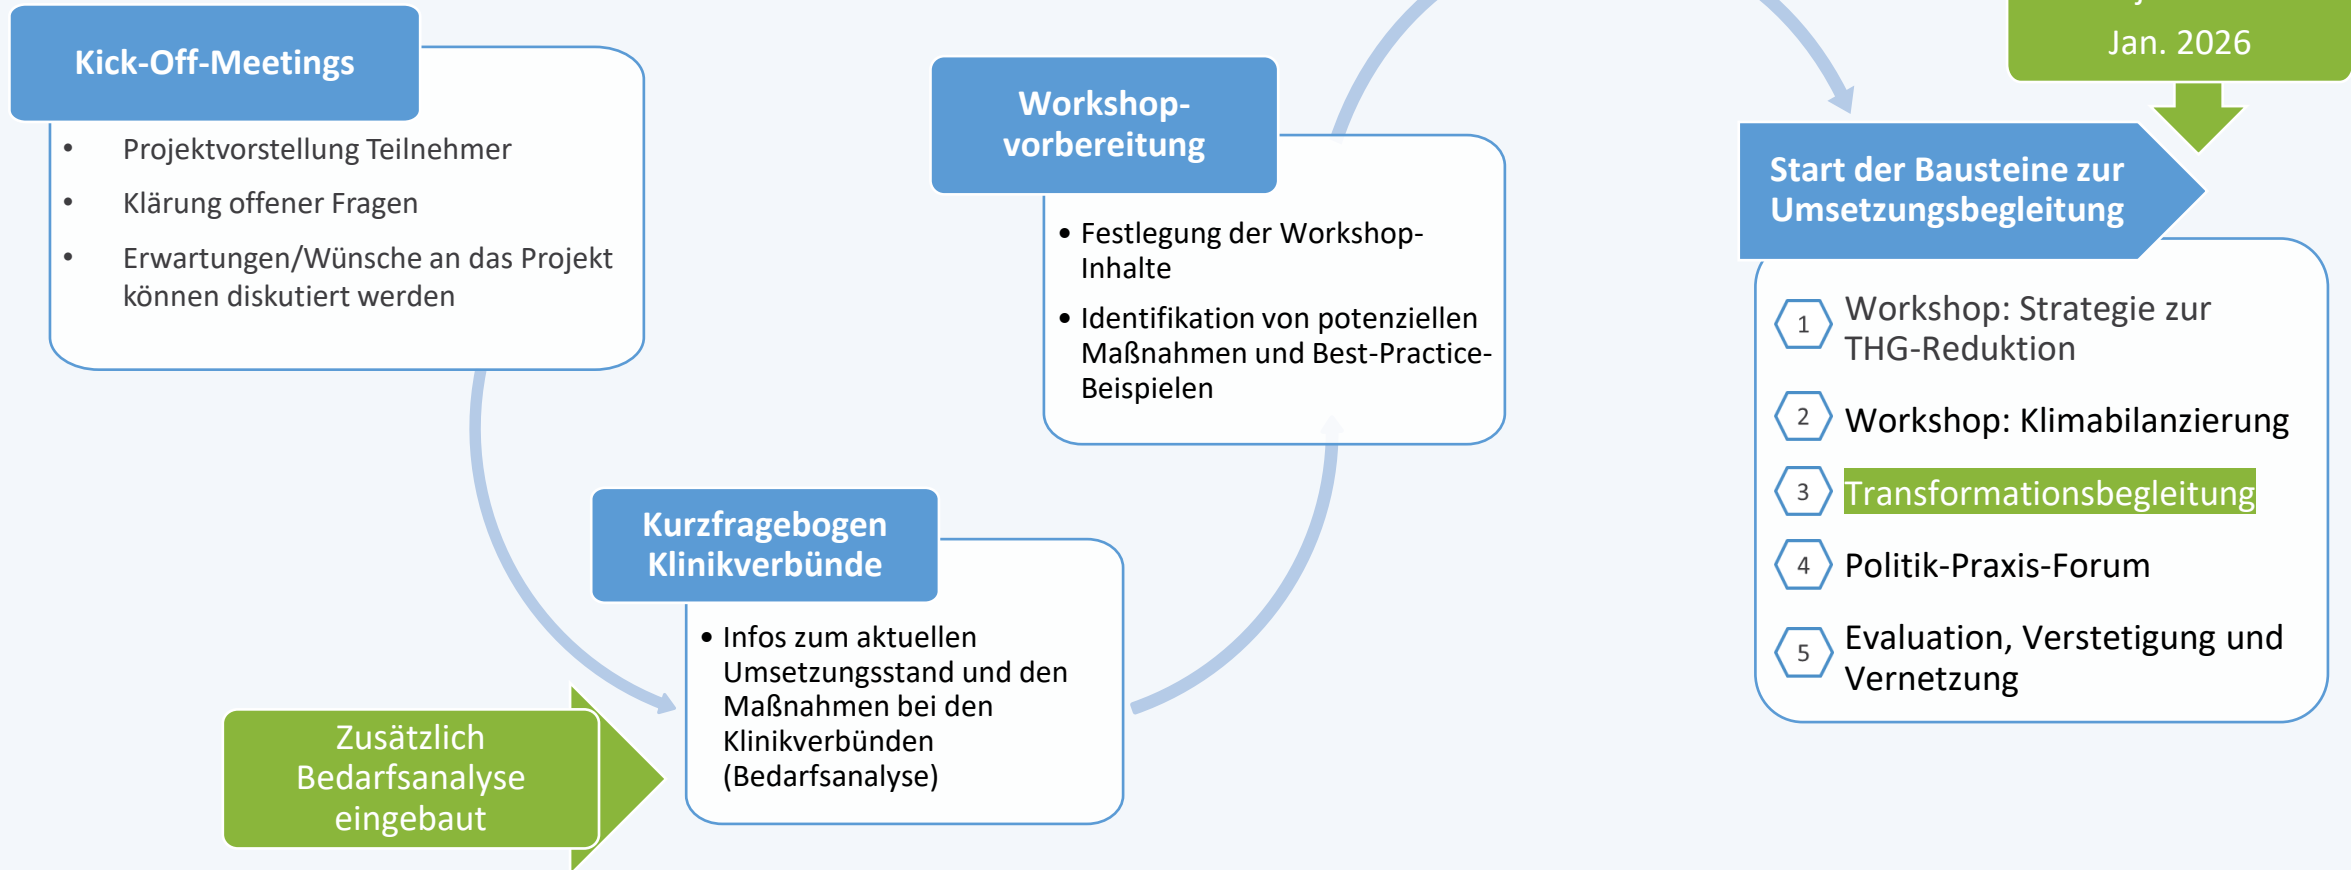 Kick-Off-Meetings
• Projektvorstellung Teilnehmer
• Klärung offener Fragen
• Erwartungen/Wünsche an das Projekt
können diskutiert werden
Zusätzlich
Bedarfsanalyse
eingebaut
Kurzfragebogen
Klinikverbünde
• Infos zum aktuellen
Umsetzungsstand und den
Maßnahmen bei den
Klinikverbünden
(Bedarfsanalyse)
Workshop-
vorbereitung
• Festlegung der Workshop-
Inhalte
• Identifikation von potenziellen
Maßnahmen und Best-Practice-
Beispielen
Jan. 2026
Start der Bausteine zur
Umsetzungsbegleitung
1 Workshop: Strategie zur
THG-Reduktion
2 Workshop: Klimabilanzierung
3 Transformationsbegleitung
4 Politik-Praxis-Forum
5 Evaluation, Verstetigung und
Vernetzung